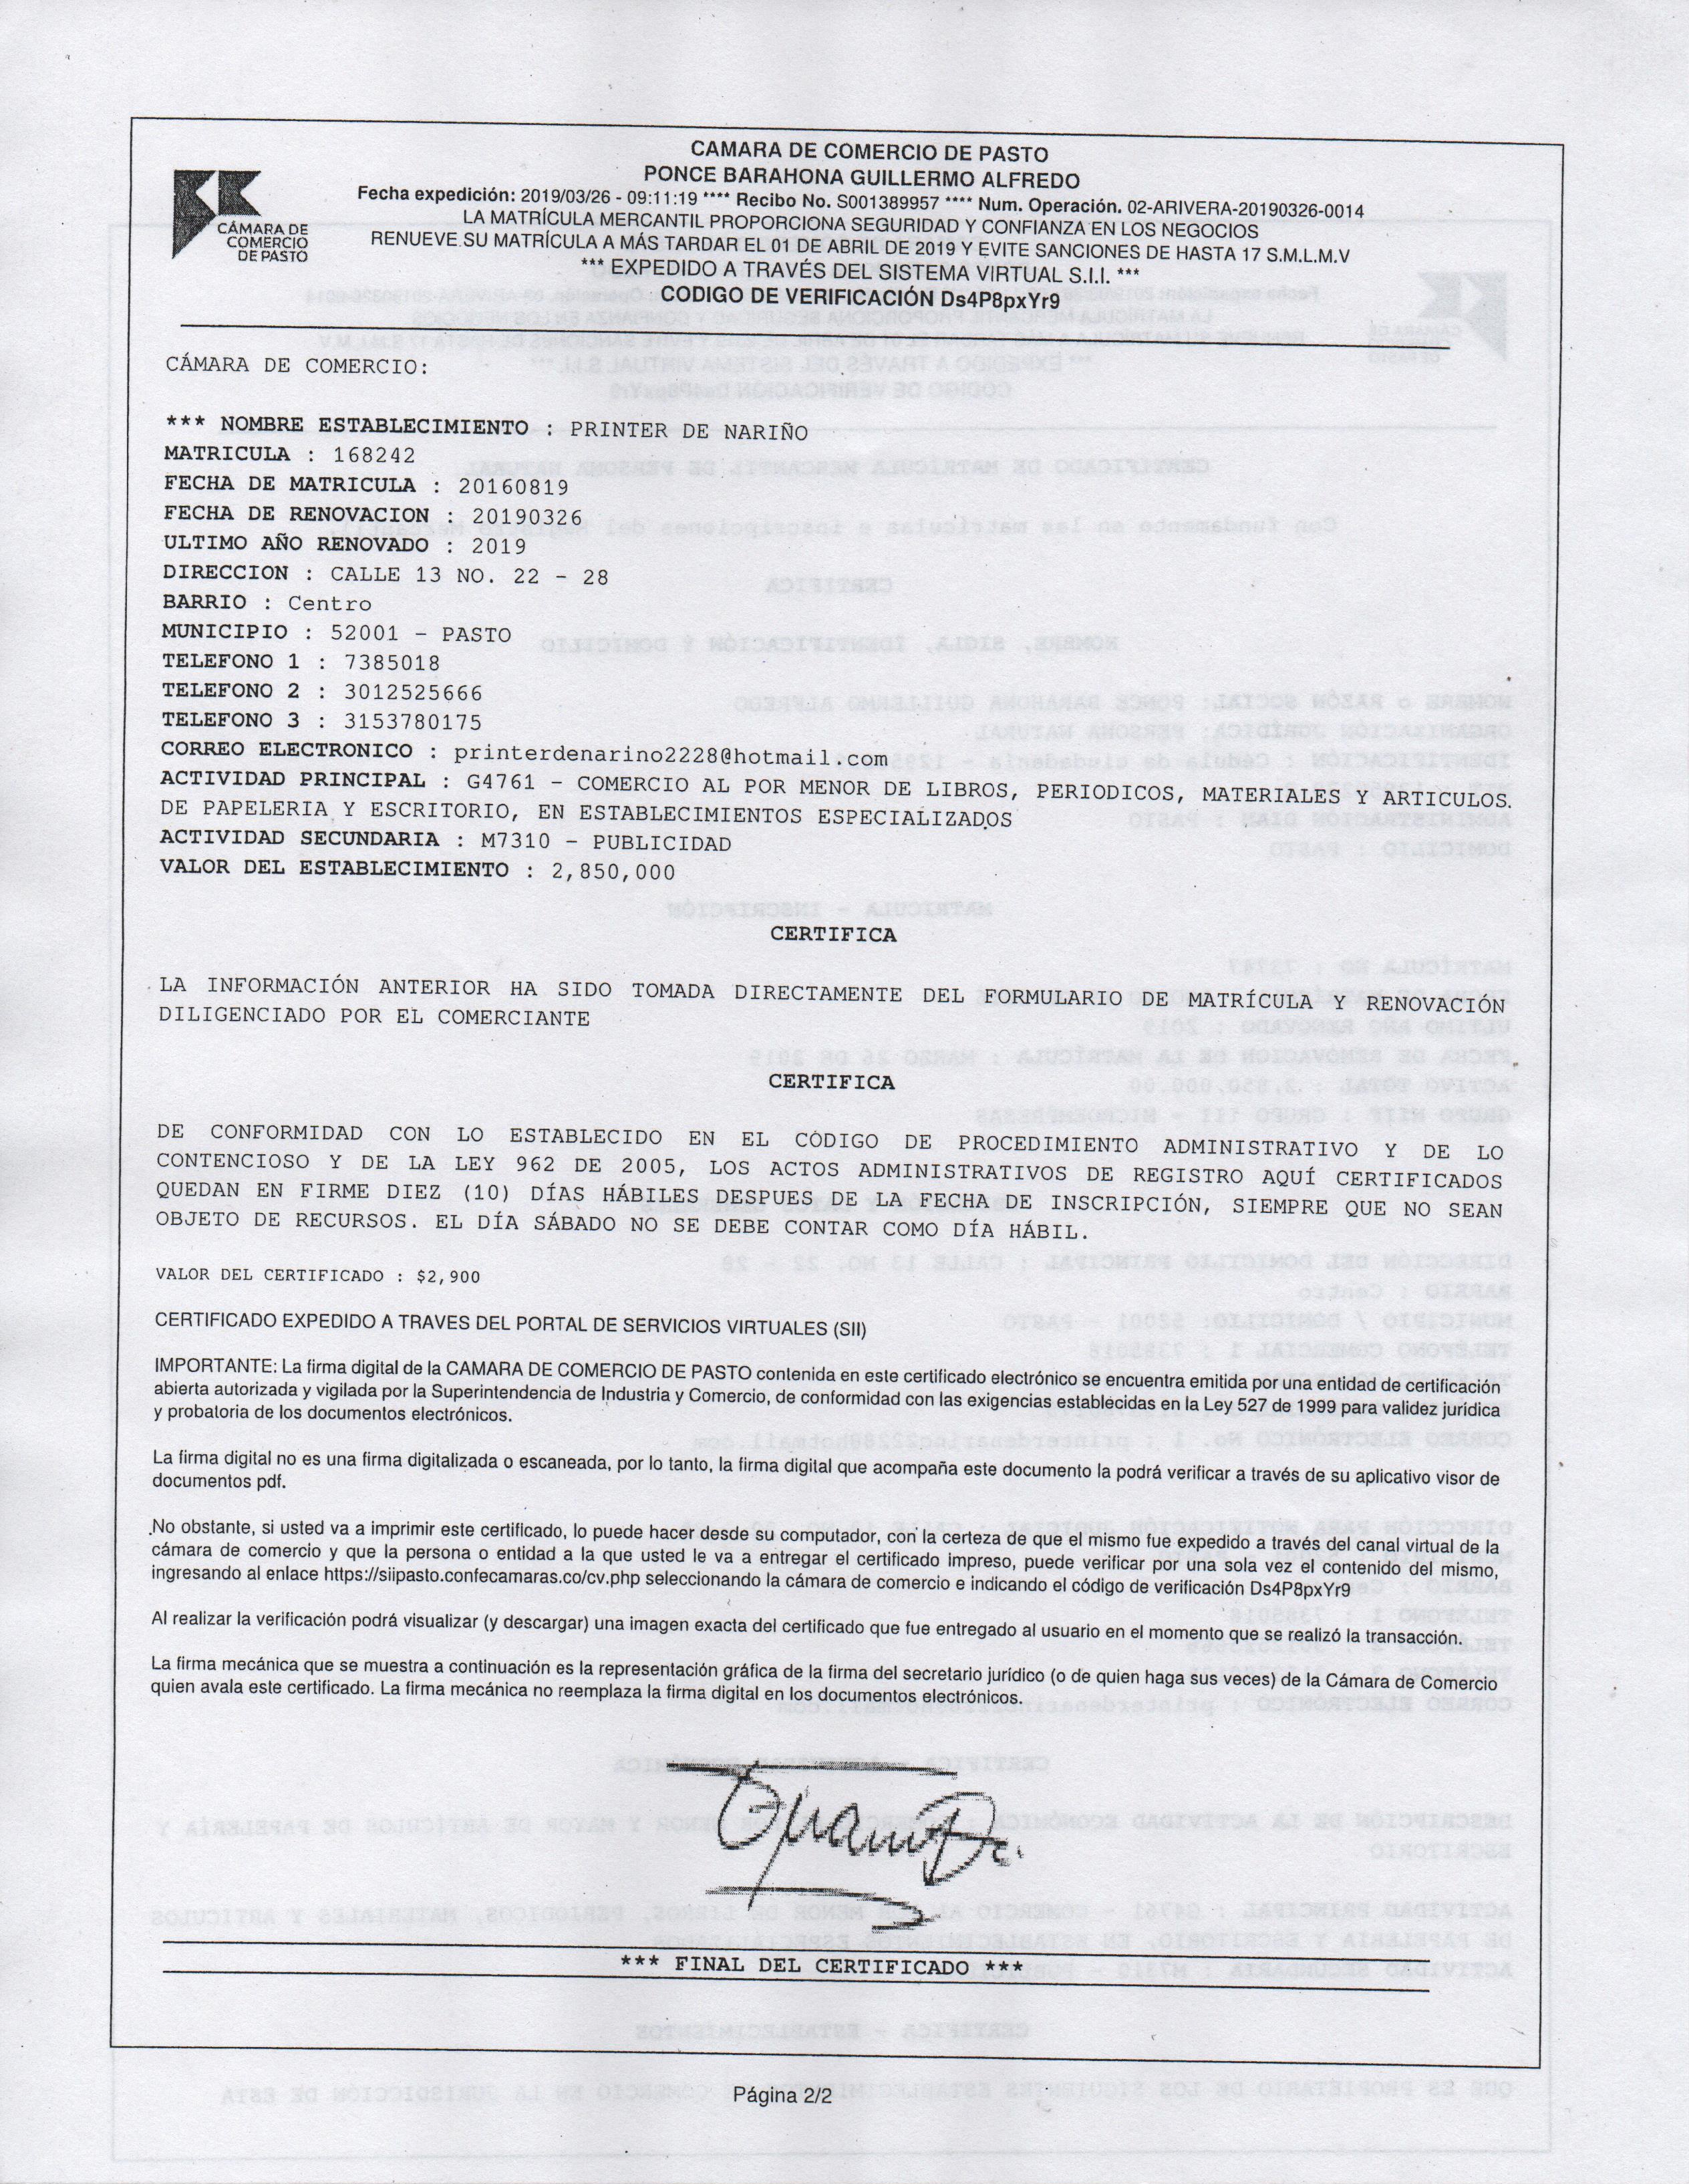 CÁMARA DE
COMERCIO
DE PASTO
CAMARA DE COMERCIO DE PASTO
PONCE BARAHONA GUILLERMO ALFREDO
Fecha expedición: 2019/03/26 - 09:11:19 **** Recibo No. S001389957 **** Num. Operación. 02-ARIVERA-20190326-0014
LA MATRÍCULA MERCANTIL PROPORCIONA SEGURIDAD Y CONFIANZA EN LOS NEGOCIOS
RENUEVE SU MATRÍCULA A MÁS TARDAR EL 01 DE ABRIL DE 2019 Y EVITE SANCIONES DE HASTA 17 S.M.L.M.V
*** EXPEDIDO A TRAVÉS DEL SISTEMA VIRTUAL S.I.I. ***
CODIGO DE VERIFICACIÓN Ds4P8pxYr9
CÁMARA DE COMERCIO:
*** NOMBRE ESTABLECIMIENTO : PRINTER DE NARIÑO
MATRICULA : 168242
FECHA DE MATRICULA : 20160819
FECHA DE RENOVACION : 20190326
ULTIMO AÑO RENOVADO : 2019
DIRECCION : CALLE 13 NO. 22 - 28
BARRIO : Centro
MUNICIPIO : 52001 - PASTO
TELEFONO 1 : 7385018
TELEFONO 2 : 3012525666
TELEFONO 3 : 3153780175
CORREO ELECTRONICO : printerdenarino2228@hotmail.com
ACTIVIDAD PRINCIPAL : G4761 - COMERCIO AL POR MENOR DE LIBROS, PERIODICOS, MATERIALES Y ARTICULOS
DE PAPELERIA Y ESCRITORIO, EN ESTABLECIMIENTOS ESPECIALIZADOS
ACTIVIDAD SECUNDARIA : M7310 - PUBLICIDAD
VALOR DEL ESTABLECIMIENTO : 2,850,000
CERTIFICA
LA INFORMACIÓN ANTERIOR HA SIDO TOMADA DIRECTAMENTE DEL FORMULARIO DE MATRÍCULA Y RENOVACIÓN
DILIGENCIADO POR EL COMERCIANTE
CERTIFICA
DE CONFORMIDAD CON LO ESTABLECIDO EN EL CÓDIGO DE PROCEDIMIENTO ADMINISTRATIVO Y DE LO
CONTENCIOSO Y DE LA LEY 962 DE 2005, LOS ACTOS ADMINISTRATIVOS DE REGISTRO AQUÍ CERTIFICADOS
QUEDAN EN FIRME DIEZ (10) DÍAS HÁBILES DESPUES DE LA FECHA DE INSCRIPCIÓN, SIEMPRE QUE NO SEAN
OBJETO DE RECURSOS. EL DÍA SÁBADO NO SE DEBE CONTAR COMO DÍA HÁBIL.
VALOR DEL CERTIFICADO : $2,900
CERTIFICADO EXPEDIDO A TRAVES DEL PORTAL DE SERVICIOS VIRTUALES (SII)
IMPORTANTE: La firma digital de la CAMARA DE COMERCIO DE PASTO contenida en este certificado electrónico se encuentra emitida por una entidad de certificación
abierta autorizada y vigilada por la Superintendencia de Industria y Comercio, de conformidad con las exigencias establecidas en la Ley 527 de 1999 para validez jurídica
y probatoria de los documentos electrónicos.
La firma digital no es una firma digitalizada o escaneada, por lo tanto, la firma digital que acompaña este documento la podrá verificar a través de su aplicativo visor de
documentos pdf.
No obstante, si usted va a imprimir este certificado, lo puede hacer desde su computador, con la certeza de que el mismo fue expedido a través del canal virtual de la
cámara de comercio y que la persona o entidad a la que usted le va a entregar el certificado impreso, puede verificar por una sola vez el contenido del mismo,
ingresando al enlace https://siipasto.confecamaras.co/cv.php seleccionando la cámara de comercio e indicando el código de verificación Ds4P8pxYr9
Al realizar la verificación podrá visualizar (y descargar) una imagen exacta del certificado que fue entregado al usuario en el momento que se realizó la transacción.
La firma mecánica que se muestra a continuación es la representación gráfica de la firma del secretario jurídico (o de quien haga sus veces) de la Cámara de Comercio
quien avala este certificado. La firma mecánica no reemplaza la firma digital en los documentos electrónicos.
*** FINAL DEL CERTIFICADO ***
Página 2/2